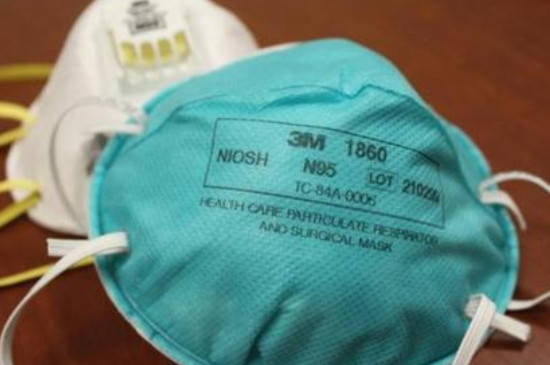 3M 1860
NIOSH N95 LOT
TC-84A-0006
HEALTH CARE PARTICULATE RESPIRATOR
AND SURGICAL MASK